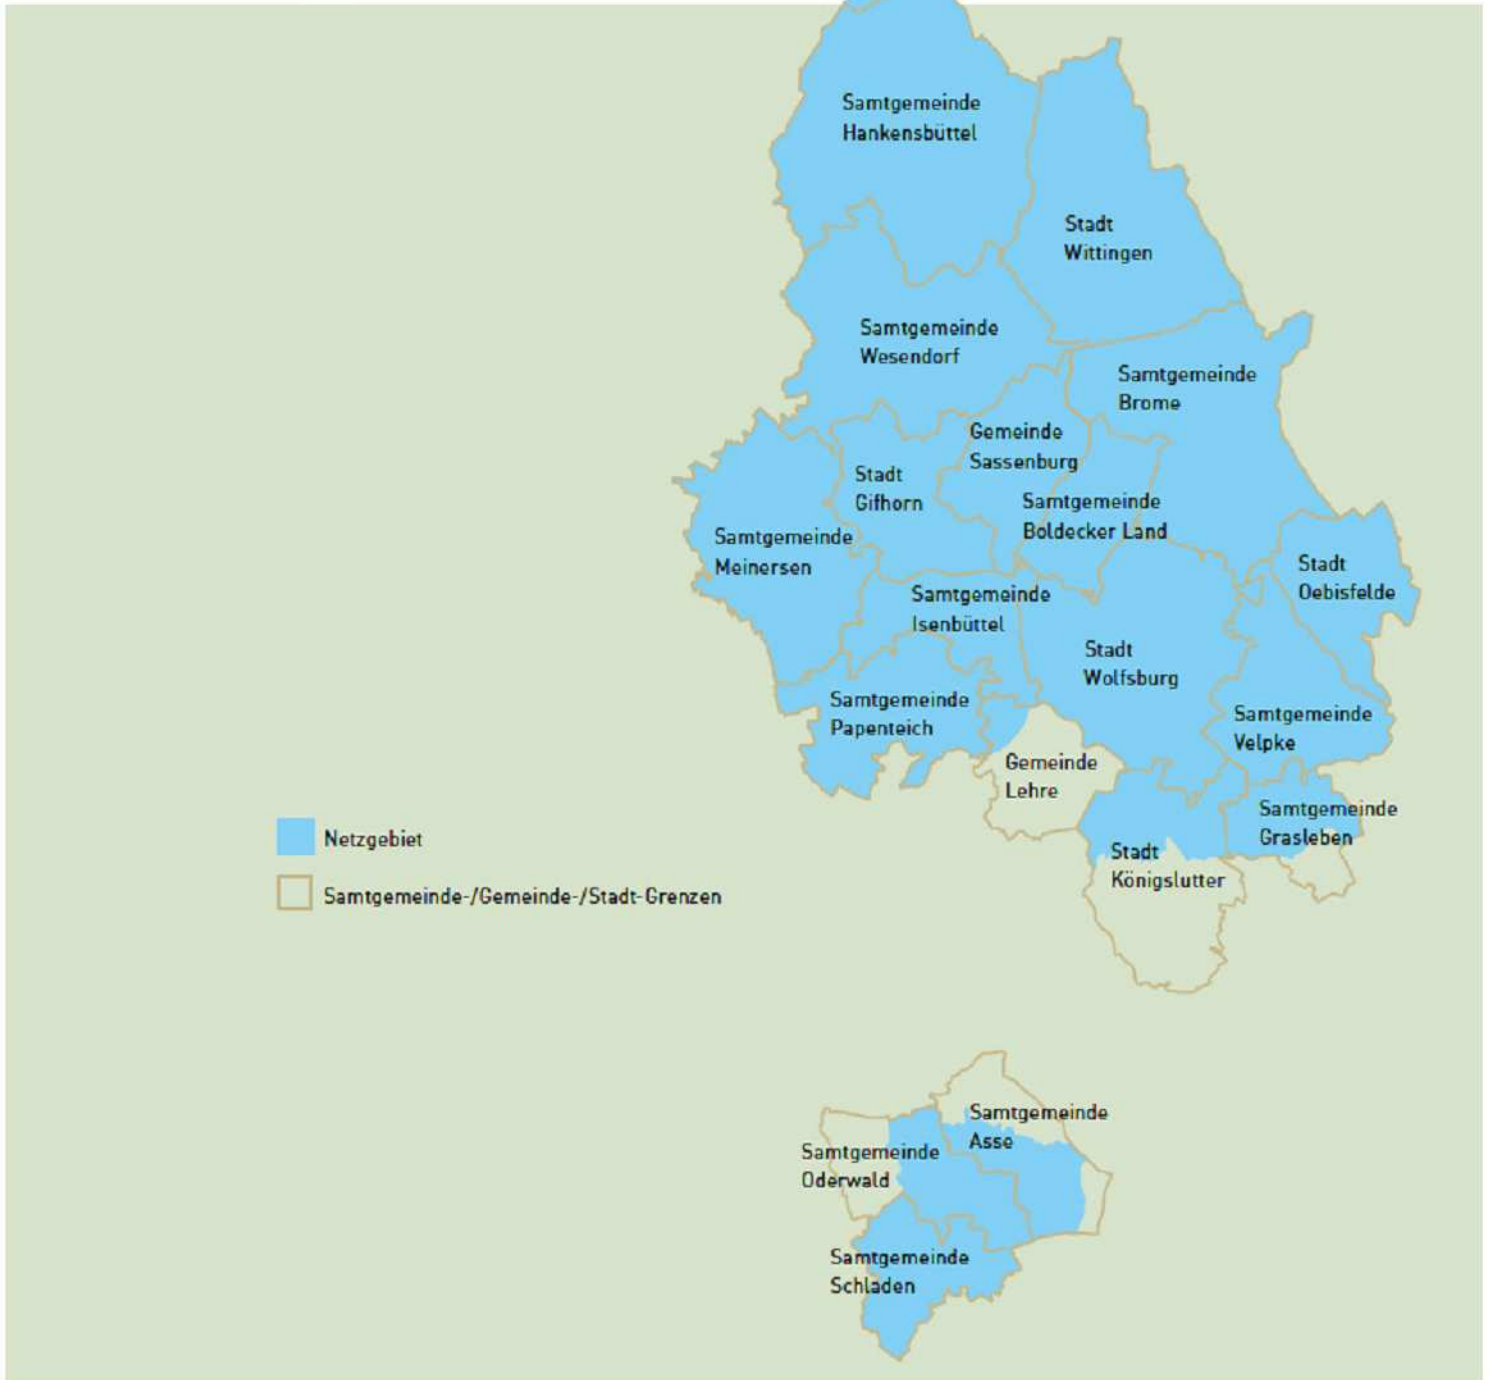 Samtgemeinde
Hankensbüttel
Stadt
Wittingen
Samtgemeinde
Wesendorf
Samtgemeinde
Brome
Gemeinde
Sassenburg
Stadt
Gifhorn
Samtgemeinde
Boldecker Land
Samtgemeinde
Meinersen
Stadt
Oebisfelde
Samtgemeinde
Isenbüttel
Stadt
Wolfsburg
Samtgemeinde
Papenteich
Samtgemeinde
Velpke
Gemeinde
Lehre
Samtgemeinde
Grasleben
Stadt
Königslutter
Netzgebiet
Samtgemeinde-/Gemeinde-/Stadt-Grenzen
Samtgemeinde
Asse
Samtgemeinde
Oderwald
Samtgemeinde
Schladen